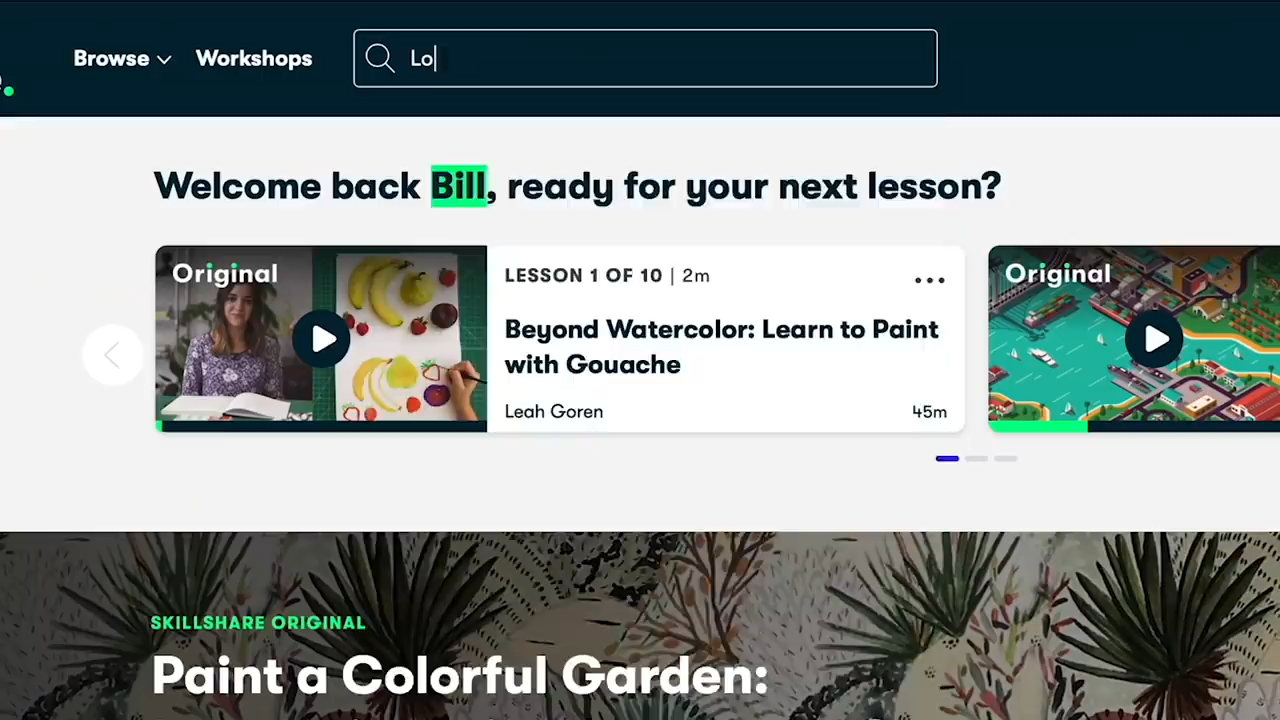 Browse
Workshops
Lo
Welcome back Bill, ready for your next lesson?
Original
LESSON 1 OF 10 | 2m
Beyond Watercolor: Learn to Paint
with Gouache
Leah Goren
45m
Original
SKILLSHARE ORIGINAL
Paint a Colorful Garden: